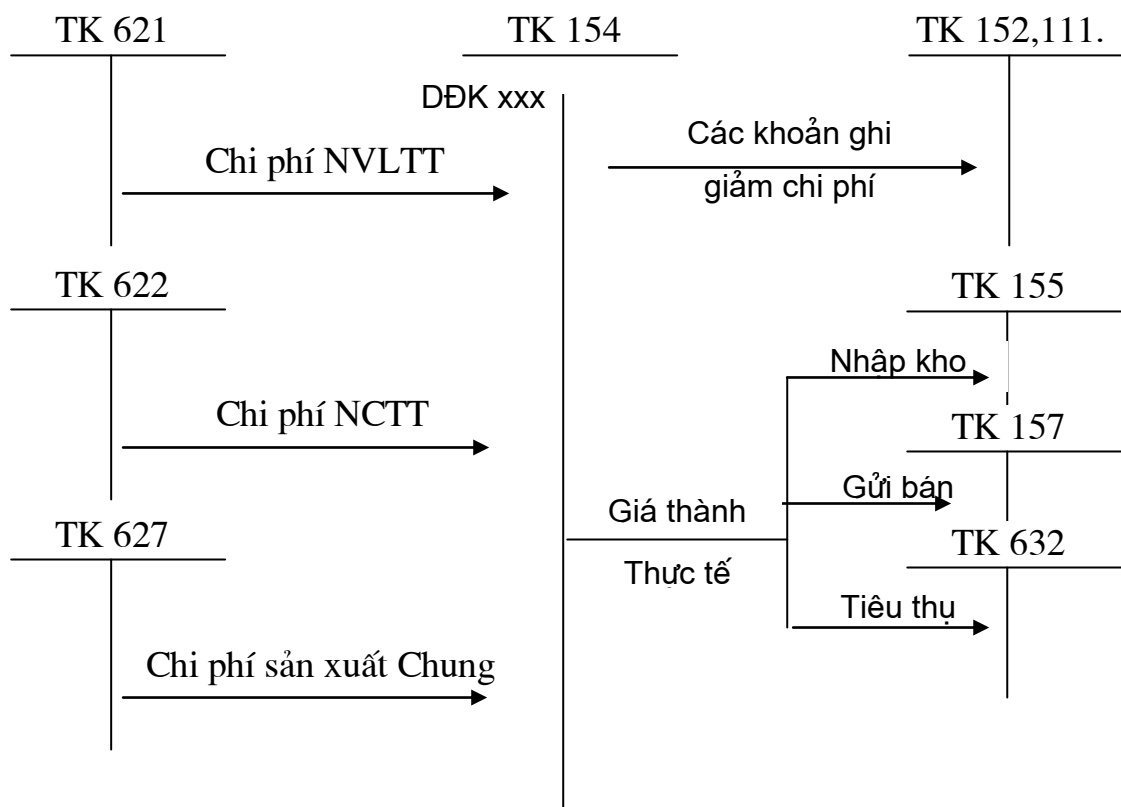 TK 621
TK 154
TK 152,111.
DĐK xxx
Chi phí NVLTT
Các khoản ghi
giảm chi phí
TK 622
TK 155
Nhập kho
Chi phí NCTT
TK 157
Gửi bán
Giá thành
Thực tế
TK 627
TK 632
Tiêu thụ
Chi phí sản xuất Chung